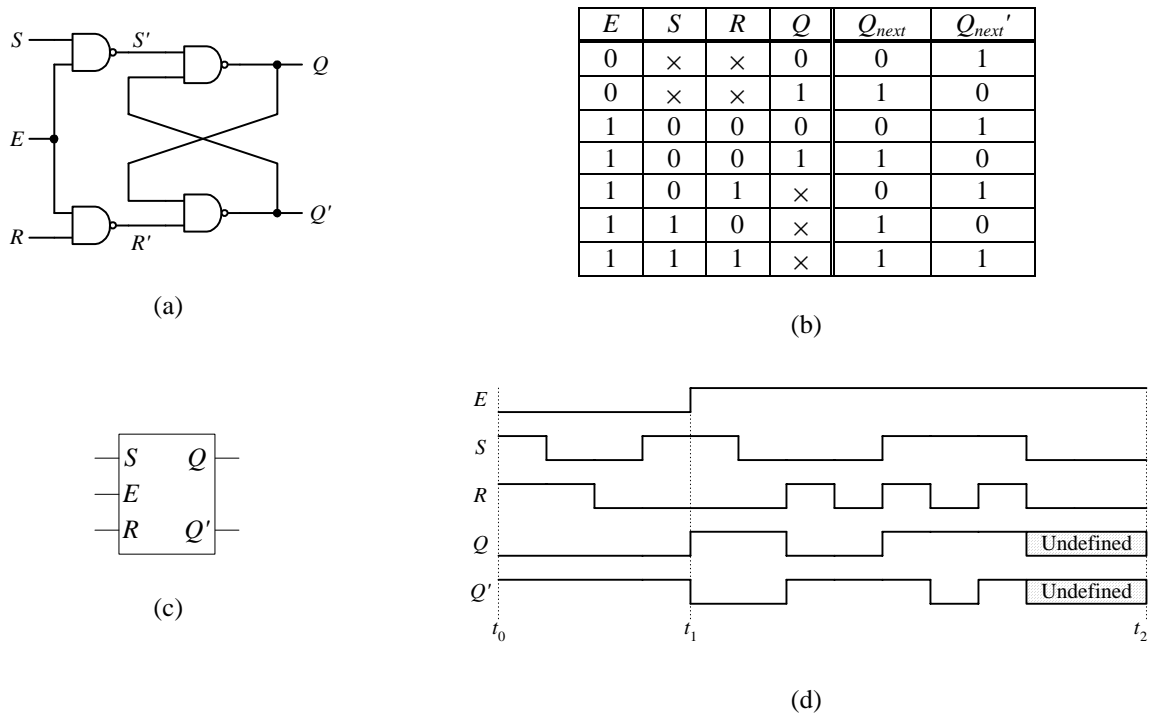 S
S'
Q
E
R
R'
Q'
(a)
E S R Q Qnext Qnext'
0 × × 0 0 1
0 × × 1 1 0
1 0 0 0 0 1
1 0 0 1 1 0
1 0 1 × 0 1
1 1 0 × 1 0
1 1 1 × 1 1
(b)
S Q
E
R Q'
(c)
E
S
R
Q Undefined
Q' Undefined
t0 t1 t2
(d)